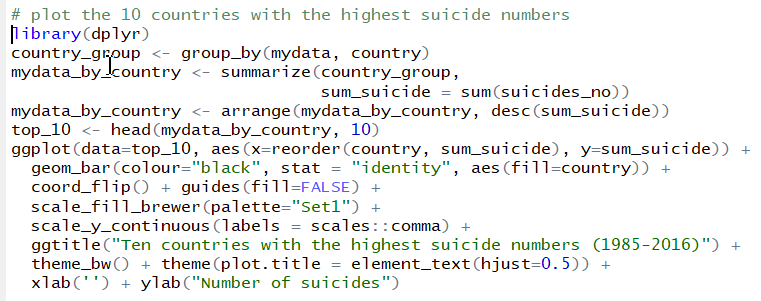 # plot the 10 countries with the highest suicide numbers
library(dplyr)
country_group <- group_by(mydata, country)
mydata_by_country <- summarize(country_group,
sum_suicide = sum(suicides_no))
mydata_by_country <- arrange(mydata_by_country, desc(sum_suicide))
top_10 <- head(mydata_by_country, 10)
ggplot(data=top_10, aes(x=reorder(country, sum_suicide), y=sum_suicide)) +
geom_bar(colour="black", stat = "identity", aes(fill=country)) +
coord_flip() + guides(fill=FALSE) +
scale_fill_brewer(palette="Set1") +
scale_y_continuous(labels = scales::comma) +
ggtitle("Ten countries with the highest suicide numbers (1985-2016)") +
theme_bw() + theme(plot.title = element_text(hjust=0.5)) +
xlab('') + ylab("Number of suicides")